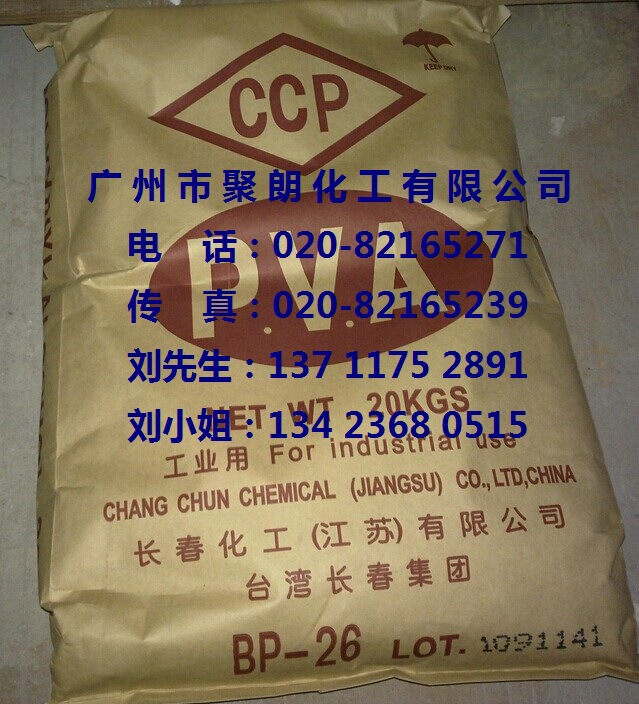 CCP
KEEP DRY
广州市聚朗化工有限公司
电 话：020-82165271
P.V.A
传 真：020-82165239
刘先生：137 1175 2891
NET WT 20KGS
刘小姐：134 2368 0515
工业用 For industrial use
CHANG CHUN CHEMICAL (JIANGSU) CO., LTD, CHINA
长春化工(江苏)有限公司
台湾长春集团
BP-26 LOT. 1091141